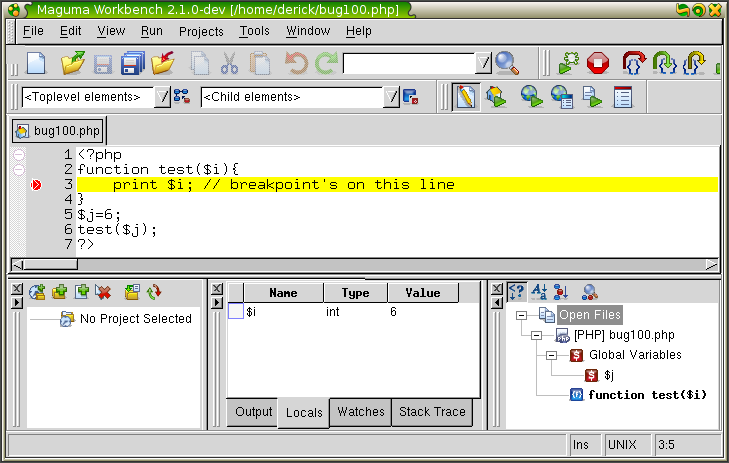 Maguma Workbench 2.1.0-dev [/home/derick/bug100.php]
File Edit View Run Projects Tools Window Help
<Toplevel elements> <Child elements>
bug100.php
1 <?php
2 function test($i){
3 print $i; // breakpoint's on this line
4 }
5 $j=6;
6 test($j);
7 ?>
No Project Selected
Name Type Value
$i int 6
Output Locals Watches Stack Trace
Open Files
[PHP] bug100.php
Global Variables
$j
function test($i)
Ins UNIX 3:5